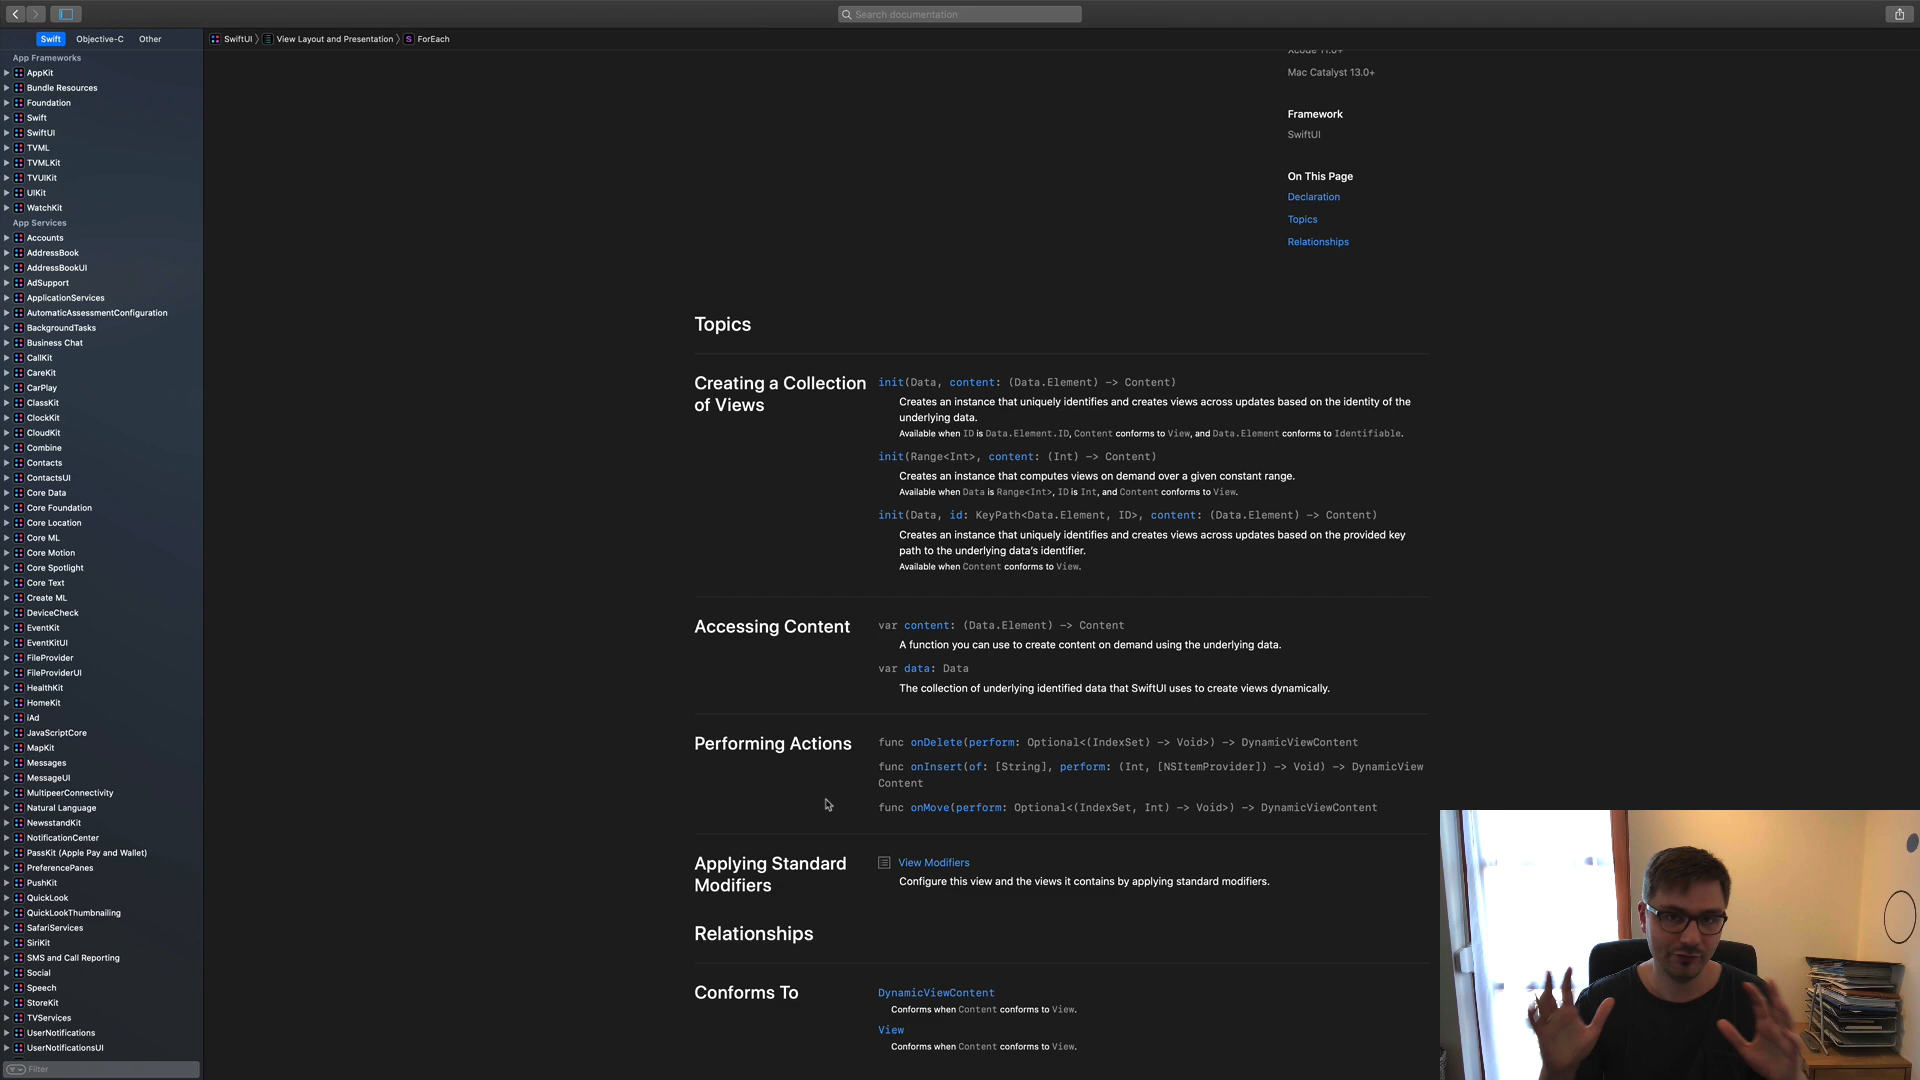 Search documentation
Swift Objective-C Other
SwiftUI View Layout and Presentation ForEach
App Frameworks
AppKit
Bundle Resources
Foundation
Swift
SwiftUI
TVML
TVMLKit
TVUIKit
UIKit
WatchKit
App Services
Accounts
AddressBook
AddressBookUI
AdSupport
ApplicationServices
AutomaticAssessmentConfiguration
BackgroundTasks
Business Chat
CallKit
CareKit
CarPlay
ClassKit
ClockKit
CloudKit
Combine
Contacts
ContactsUI
Core Data
Core Foundation
Core Location
Core ML
Core Motion
Core Spotlight
Core Text
Create ML
DeviceCheck
EventKit
EventKitUI
FileProvider
FileProviderUI
HealthKit
HomeKit
iAd
JavaScriptCore
MapKit
Messages
MessageUI
MultipeerConnectivity
Natural Language
NewsstandKit
NotificationCenter
PassKit (Apple Pay and Wallet)
PreferencePanes
PushKit
QuickLook
QuickLookThumbnailing
SafariServices
SiriKit
SMS and Call Reporting
Social
Speech
StoreKit
TVServices
UserNotifications
UserNotificationsUI
Filter
Xcode 11.0+
Mac Catalyst 13.0+
Framework
SwiftUI
On This Page
Declaration
Topics
Relationships
Topics
Creating a Collection
of Views
init(Data, content: (Data.Element) -> Content)
Creates an instance that uniquely identifies and creates views across updates based on the identity of the
underlying data.
Available when ID is Data.Element.ID, Content conforms to View, and Data.Element conforms to Identifiable.
init(Range<Int>, content: (Int) -> Content)
Creates an instance that computes views on demand over a given constant range.
Available when Data is Range<Int>, ID is Int, and Content conforms to View.
init(Data, id: KeyPath<Data.Element, ID>, content: (Data.Element) -> Content)
Creates an instance that uniquely identifies and creates views across updates based on the provided key
path to the underlying data’s identifier.
Available when Content conforms to View.
Accessing Content
var content: (Data.Element) -> Content
A function you can use to create content on demand using the underlying data.
var data: Data
The collection of underlying identified data that SwiftUI uses to create views dynamically.
Performing Actions
func onDelete(perform: Optional<(IndexSet) -> Void>) -> DynamicViewContent
func onInsert(of: [String], perform: (Int, [NSItemProvider]) -> Void) -> DynamicView
Content
func onMove(perform: Optional<(IndexSet, Int) -> Void>) -> DynamicViewContent
Applying Standard
Modifiers
View Modifiers
Configure this view and the views it contains by applying standard modifiers.
Relationships
Conforms To
DynamicViewContent
Conforms when Content conforms to View.
View
Conforms when Content conforms to View.